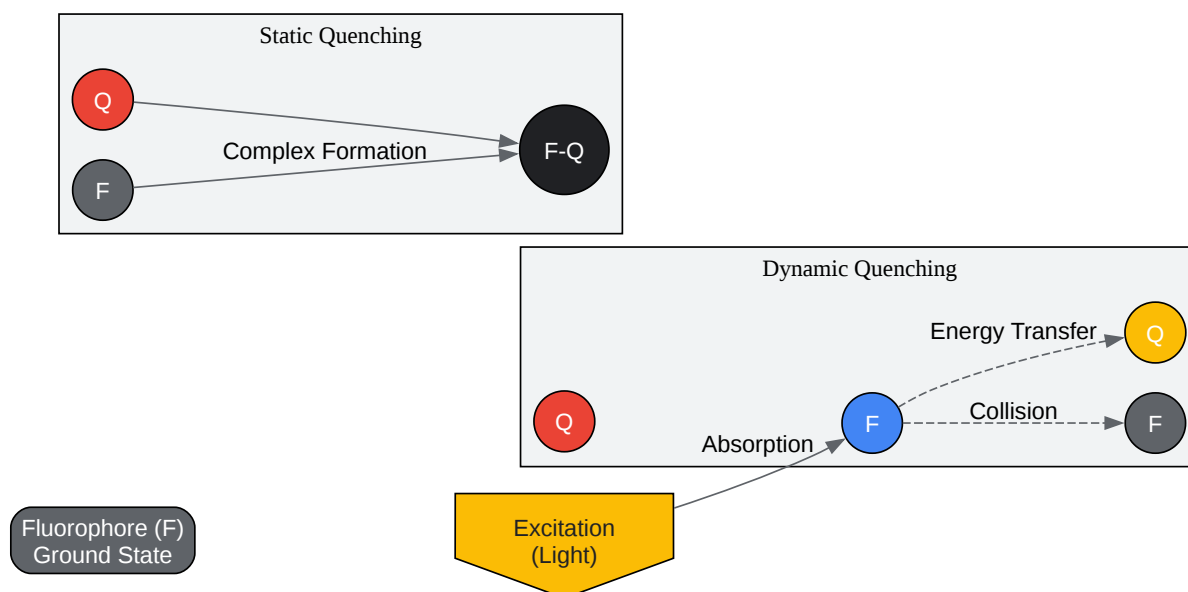 Static Quenching
Q
Complex Formation
F-Q
F
Dynamic Quenching
Energy Transfer
Q
Q
F
Collision
F
Absorption
Excitation
(Light)
Fluorophore (F)
Ground State